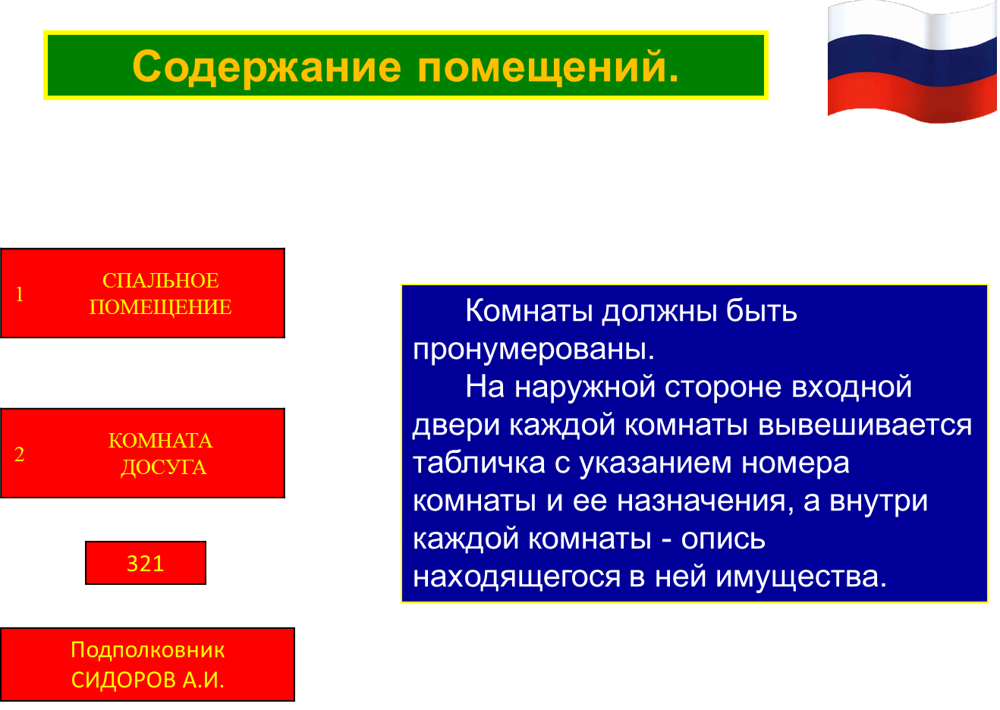 Содержание помещений.
1
СПАЛЬНОЕ
ПОМЕЩЕНИЕ
2
КОМНАТА
ДОСУГА
321
Подполковник
СИДОРОВ А.И.
Комнаты должны быть
пронумерованы.
На наружной стороне входной
двери каждой комнаты вывешивается
табличка с указанием номера
комнаты и ее назначения, а внутри
каждой комнаты - опись
находящегося в ней имущества.